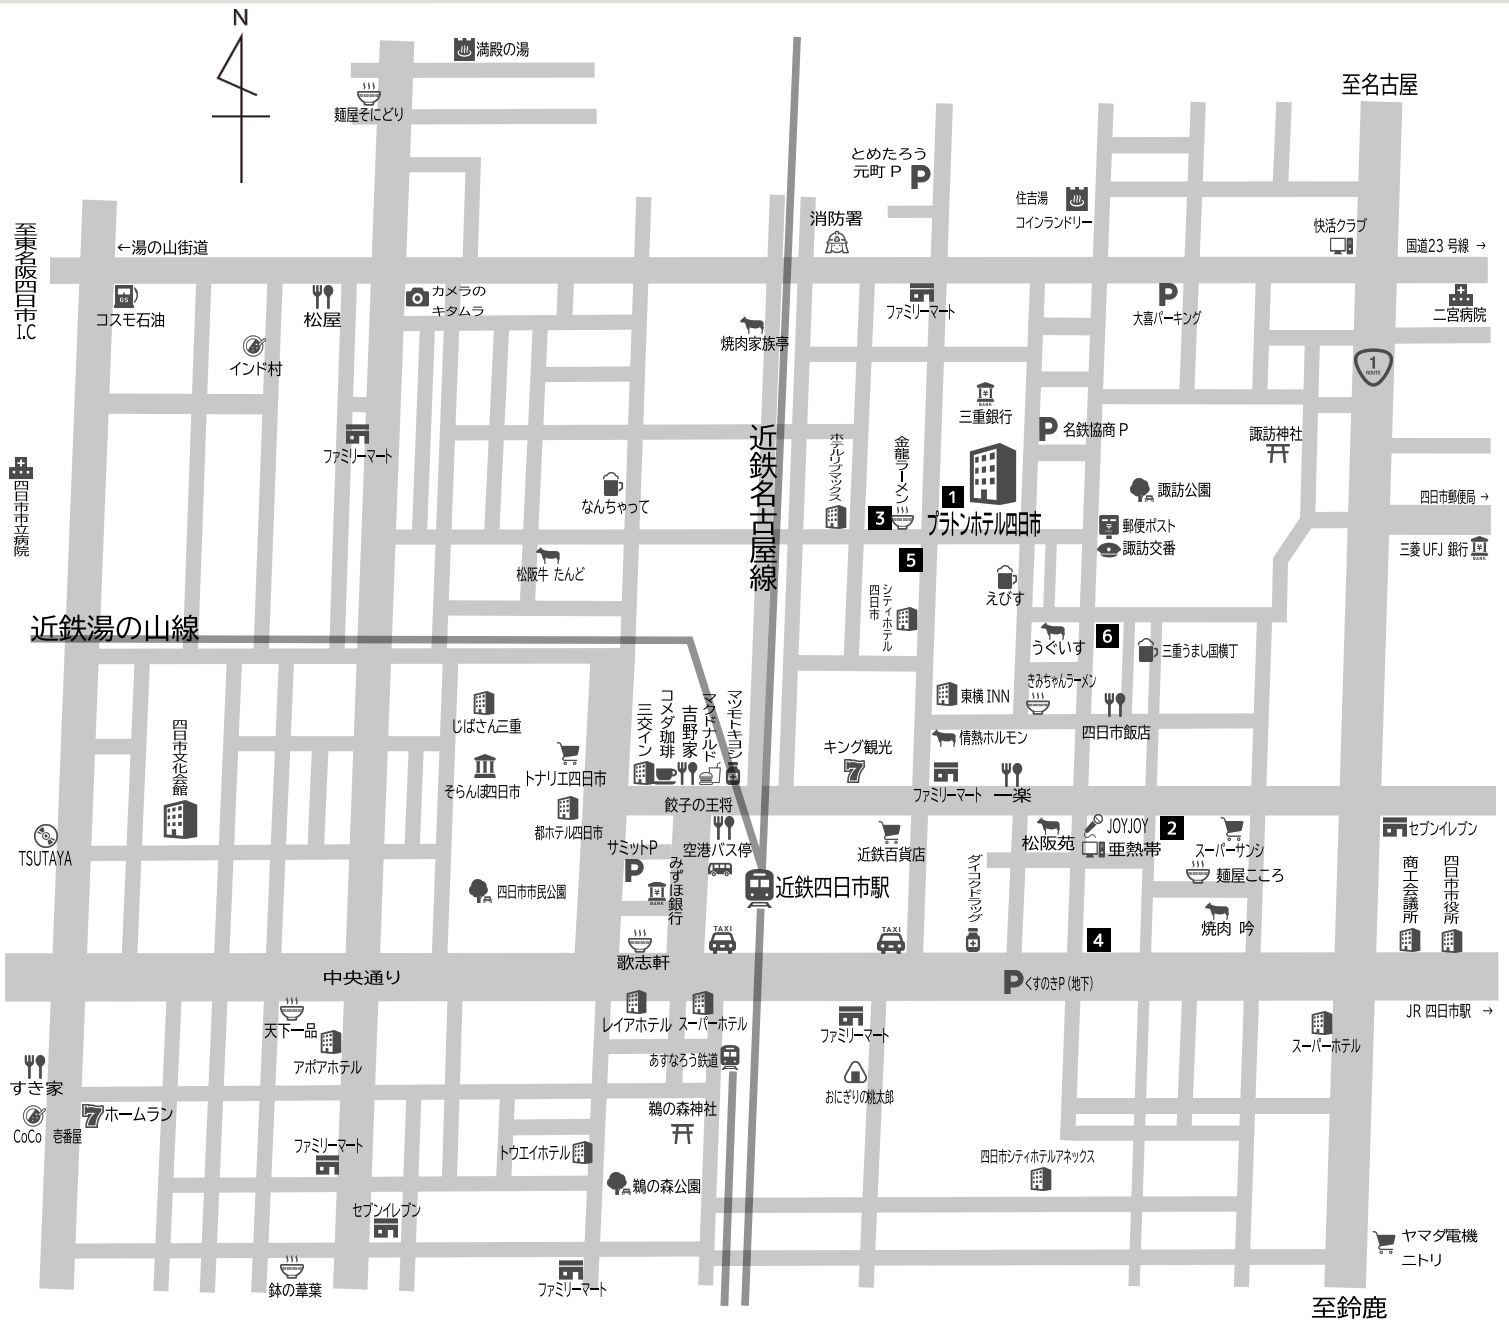 N
満殿の湯
麺屋そにどり
至名古屋
とめたろう
元町 P
P
住吉湯
コインランドリー
消防署
快活クラブ
国道23 号線 →
至東名阪四日市I.C
←湯の山街道
GS
コスモ石油
松屋
カメラの
キタムラ
インド村
焼肉家族亭
ファミリーマート
P
大喜パーキング
二宮病院
1
ROUTE
BANK
三重銀行
P 名鉄協商 P
諏訪神社
ファミリーマート
四日市市立病院
なんちゃって
近鉄名古屋線
ホテルリブマックス
金龍ラーメン
3
1
プラトンホテル四日市
諏訪公園
四日市郵便局 →
郵便ポスト
諏訪交番
三菱UFJ 銀行
BANK
5
松阪牛 たんど
シティホテル
四日市
えびす
近鉄湯の山線
うぐいす
6
三重うまし国横丁
きみちゃんラーメン
東横 INN
四日市飯店
情熱ホルモン
じばさん三重
四日市文化会館
三交イン
コメダ珈琲
吉野家
マクドナルド
マツモトキヨシ
そらんぽ四日市
トナリエ四日市
キング観光
7
ファミリーマート
一楽
餃子の王将
都ホテル四日市
TSUTAYA
サミットP
P
空港バス停
みずほ銀行
BANK
近鉄百貨店
松阪苑
JOYJOY
亜熱帯
2
スーパーサンシ
セブンイレブン
麺屋こころ
商工会議所
四日市役所
ダイコクドラッグ
近鉄四日市駅
四日市市民公園
焼肉 吟
TAXI
TAXI
4
歌志軒
中央通り
P くすのきP (地下)
天下一品
レイアホテル
スーパーホテル
ファミリーマート
JR 四日市駅 →
アポアホテル
あすなろう鉄道
スーパーホテル
すき家
おにぎりの桃太郎
CoCo 壱番屋
7
ホームラン
鵜の森神社
ファミリーマート
トウエイホテル
四日市シティホテルアネックス
鵜の森公園
セブンイレブン
ヤマダ電機
ニトリ
鉢の葦葉
ファミリーマート
至鈴鹿